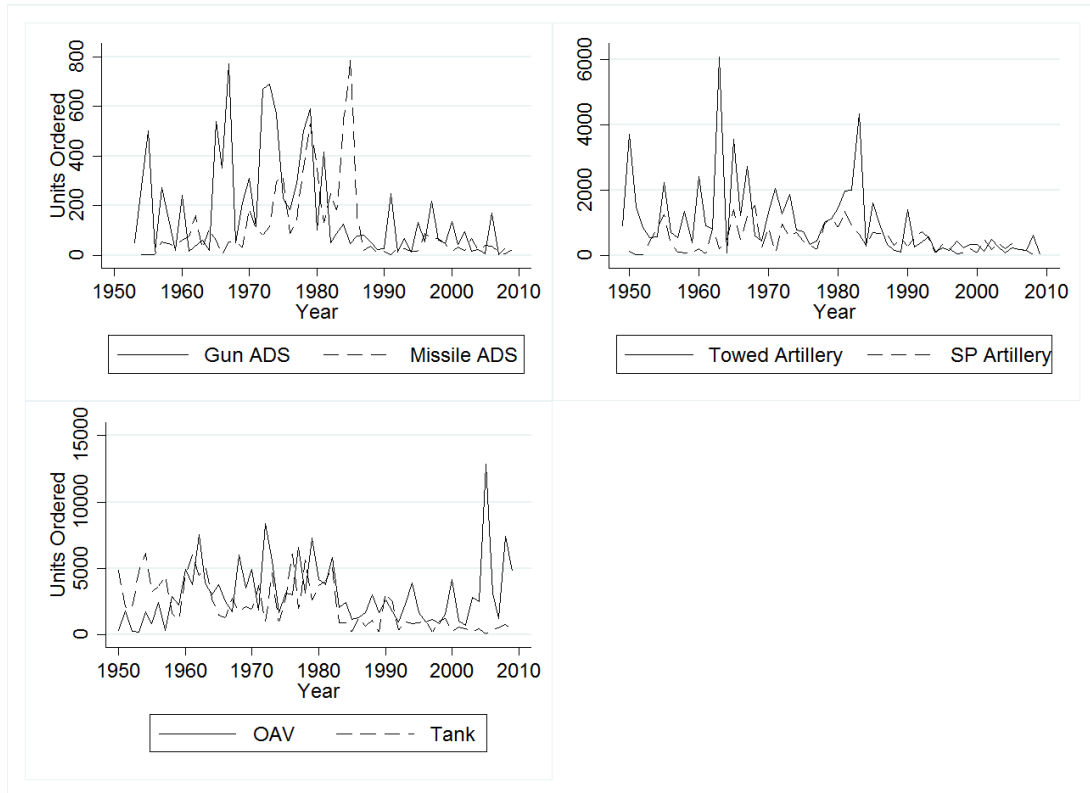 Units Ordered
800
600
400
200
0
1950 1960 1970 1980 1990 2000 2010
Year
Gun ADS Missile ADS
6000
4000
2000
0
1950 1960 1970 1980 1990 2000 2010
Year
Towed Artillery SP Artillery
Units Ordered
15000
10000
5000
0
1950 1960 1970 1980 1990 2000 2010
Year
OAV Tank